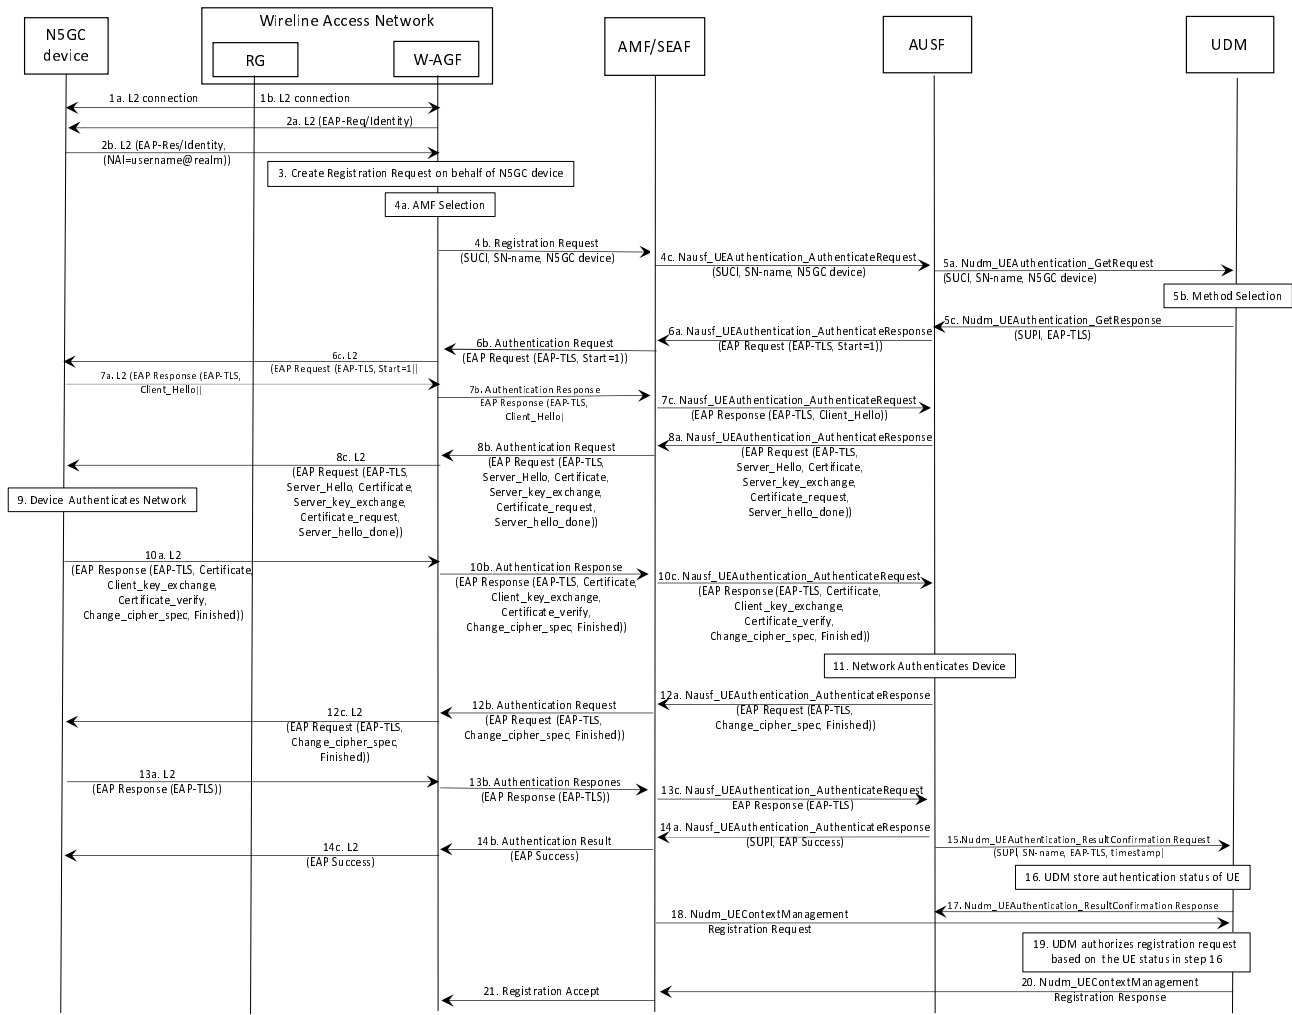 N5GC
device
Wireline Access Network
RG
W-AGF
AMF/SEAF
AUSF
UDM
1a. L2 connection
1b. L2 connection
2a. L2 (EAP-Req/Identity)
2b. L2 (EAP-Res/Identity,
(NAI=username@realm))
3. Create Registration Request on behalf of N5GC device
4a. AMF Selection
4b. Registration Request
(SUCI, SN-name, N5GC device)
4c. Nausf_UEAuthentication_AuthenticateRequest
(SUCI, SN-name, N5GC device)
5a. Nudm_UEAuthentication_GetRequest
(SUCI, SN-name, N5GC device)
5b. Method Selection
5c. Nudm_UEAuthentication_GetResponse
(SUPI, EAP-TLS)
6a. Nausf_UEAuthentication_AuthenticateResponse
(EAP Request (EAP-TLS, Start=1))
6b. Authentication Request
(EAP Request (EAP-TLS, Start=1))
6c. L2
(EAP Request (EAP-TLS, Start=1))
7a. L2 (EAP Response (EAP-TLS,
Client_Hello))
7b. Authentication Response
EAP Response (EAP-TLS,
Client_Hello)
7c. Nausf_UEAuthentication_AuthenticateRequest
(EAP Response (EAP-TLS, Client_Hello))
8a. Nausf_UEAuthentication_AuthenticateResponse
(EAP Request (EAP-TLS,
Server_Hello, Certificate,
Server_key_exchange,
Certificate_request,
Server_hello_done))
8b. Authentication Request
(EAP Request (EAP-TLS,
Server_Hello, Certificate,
Server_key_exchange,
Certificate_request,
Server_hello_done))
8c. L2
(EAP Request (EAP-TLS,
Server_Hello, Certificate,
Server_key_exchange,
Certificate_request,
Server_hello_done))
9. Device Authenticates Network
10a. L2
(EAP Response (EAP-TLS, Certificate,
Client_key_exchange,
Certificate_verify,
Change_cipher_spec, Finished))
10b. Authentication Response
(EAP Response (EAP-TLS, Certificate,
Client_key_exchange,
Certificate_verify,
Change_cipher_spec, Finished))
10c. Nausf_UEAuthentication_AuthenticateRequest
(EAP Response (EAP-TLS, Certificate,
Client_key_exchange,
Certificate_verify,
Change_cipher_spec, Finished))
11. Network Authenticates Device
12a. Nausf_UEAuthentication_AuthenticateResponse
(EAP Request (EAP-TLS,
Change_cipher_spec, Finished))
12b. Authentication Request
(EAP Request (EAP-TLS,
Change_cipher_spec, Finished))
12c. L2
(EAP Request (EAP-TLS,
Change_cipher_spec,
Finished))
13a. L2
(EAP Response (EAP-TLS))
13b. Authentication Respones
(EAP Response (EAP-TLS))
13c. Nausf_UEAuthentication_AuthenticateRequest
EAP Response (EAP-TLS)
14a. Nausf_UEAuthentication_AuthenticateResponse
(SUPI, EAP Success)
14b. Authentication Result
(EAP Success)
14c. L2
(EAP Success)
15.Nudm_UEAuthentication_ResultConfirmation Request
(SUPI, SN-name, EAP-TLS, timestamp)
16. UDM store authentication status of UE
17. Nudm_UEAuthentication_ResultConfirmation Response
18. Nudm_UEContextManagement
Registration Request
19. UDM authorizes registration request
based on the UE status in step 16
20. Nudm_UEContextManagement
Registration Response
21. Registration Accept